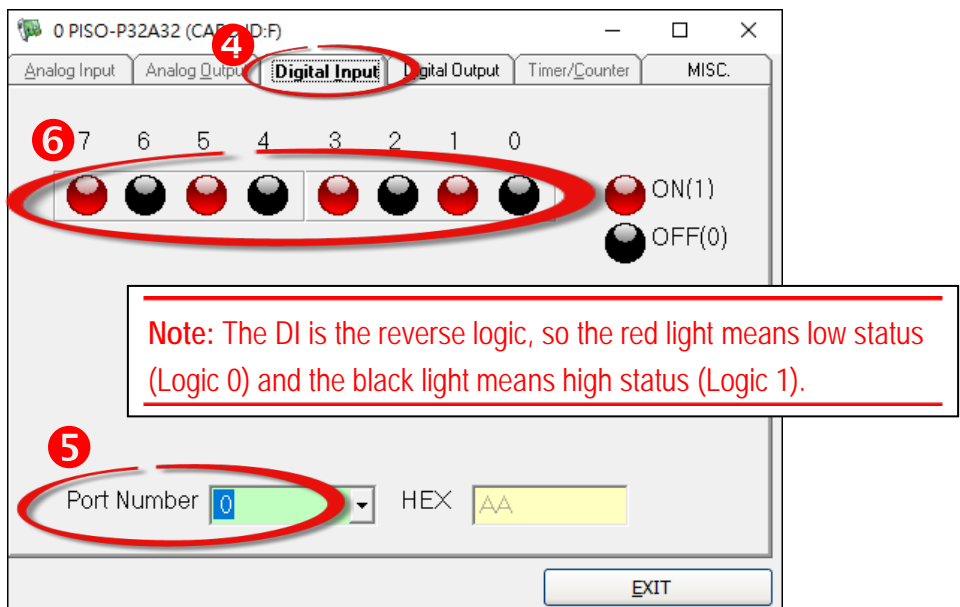 0 PISO-P32A32 (CARD ID:F)
4
Analog Input Analog Output Digital Input Digital Output Timer/Counter MISC.
6
7 6 5 4 3 2 1 0
ON(1)
OFF(0)
Note: The DI is the reverse logic, so the red light means low status
(Logic 0) and the black light means high status (Logic 1).
5
Port Number 0 HEX AA
EXIT